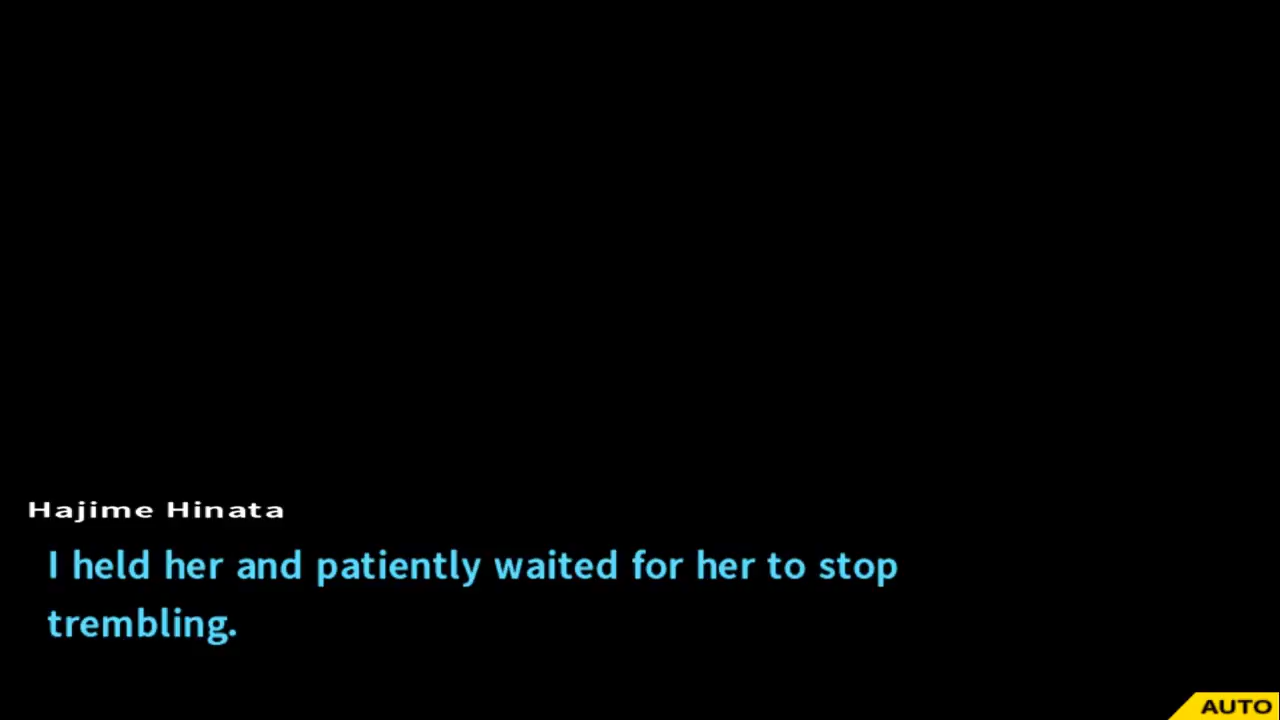 Hajime Hinata
I held her and patiently waited for her to stop
trembling.
AUTO